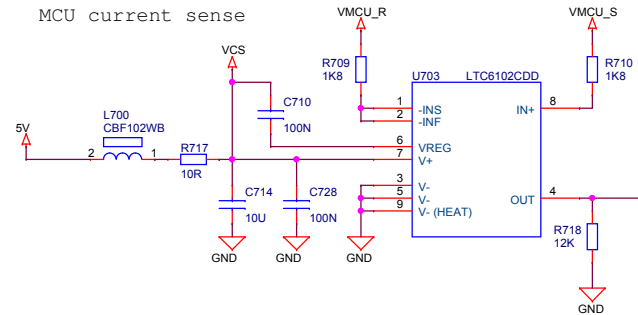 MCU current sense
VMCU_R
VMCU_S
VCS
R709
1K8
R710
1K8
U703
LTC6102CDD
C710
100N
1
-INS
2
-INF
IN+
8
L700
CBF102WB
5V
2
1
R717
10R
6
VREG
7
V+
3
V-
5
V-
9
V- (HEAT)
OUT
4
C714
10U
C728
100N
R718
12K
GND
GND
GND
GND